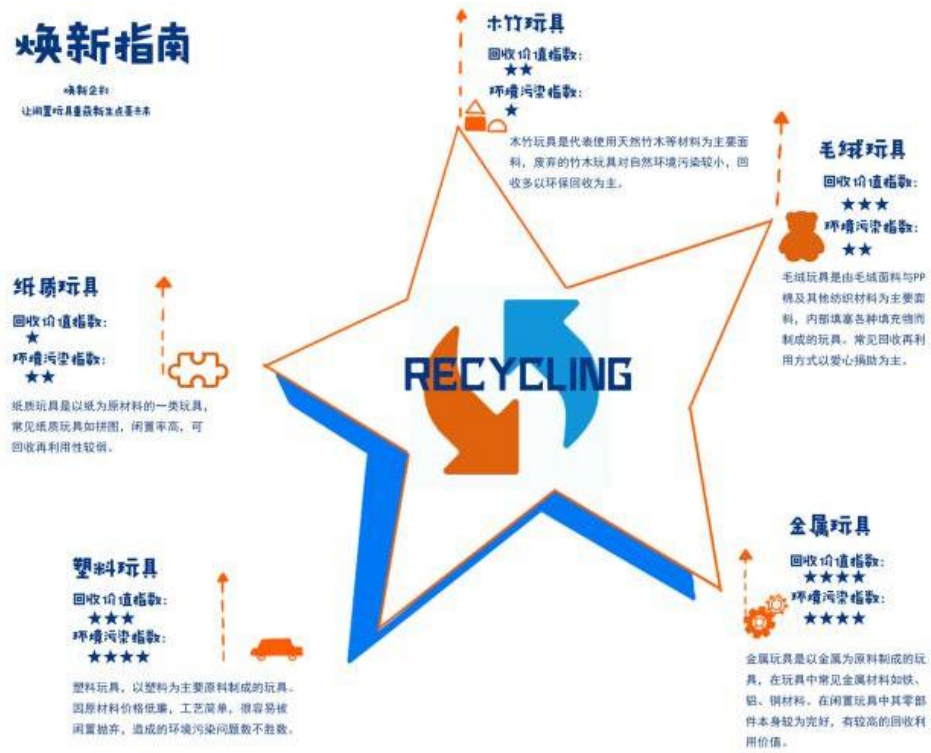 焕新指南
焕新企划
让闲置玩具重获新生点亮未来
木竹玩具
回收价值指数:
★★
环境污染指数:
★
木竹玩具是代表使用天然竹木等材料为主要面
料，废弃的竹木玩具对自然环境污染较小，回
收多以环保回收为主。
毛绒玩具
回收价值指数:
★★★
环境污染指数:
★★
毛绒玩具是由毛绒面料与PP
棉及其他纺织材料为主要面
料，内部填塞各种填充物而
制成的玩具。常见回收再利
用方式以爱心捐助为主。
纸质玩具
回收价值指数:
★
环境污染指数:
★★
纸质玩具是以纸为原材料的一类玩具，
常见纸质玩具如拼图，闲置率高，可
回收再利用性较弱。
RECYCLING
塑料玩具
回收价值指数:
★★★
环境污染指数:
★★★★
塑料玩具，以塑料为主要原料制成的玩具。
因原材料价格低廉，工艺简单，很容易被
闲置抛弃，造成的环境污染问题数不胜数。
金属玩具
回收价值指数:
★★★★
环境污染指数:
★★★★
金属玩具是以金属为原料制成的玩
具，在玩具中常见金属材料如铁、
铝、铜材料。在闲置玩具中其零部
件本身较为完好，有较高的回收利
用价值。